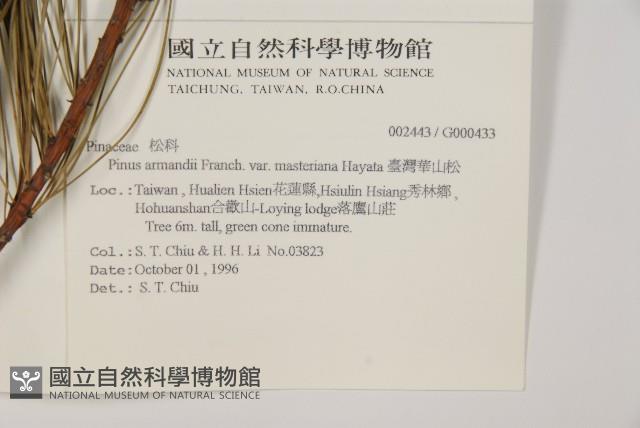 國立自然科學博物館
NATIONAL MUSEUM OF NATURAL SCIENCE
TAICHUNG, TAIWAN, R.O.CHINA
002443 / G000433
Pinaceae 松科
Pinus armandii Franch. var. masteriana Hayata 臺灣華山松
Loc.: Taiwan , Hualien Hsien花蓮縣,Hsiulin Hsiang秀林鄉 ,
Hohuanshan合歡山-Loying lodge落鷹山莊
Tree 6m. tall, green cone immature.
Col.: S. T. Chiu & H. H. Li No.03823
Date: October 01 , 1996
Det.: S. T. Chiu
國立自然科學博物館
NATIONAL MUSEUM OF NATURAL SCIENCE